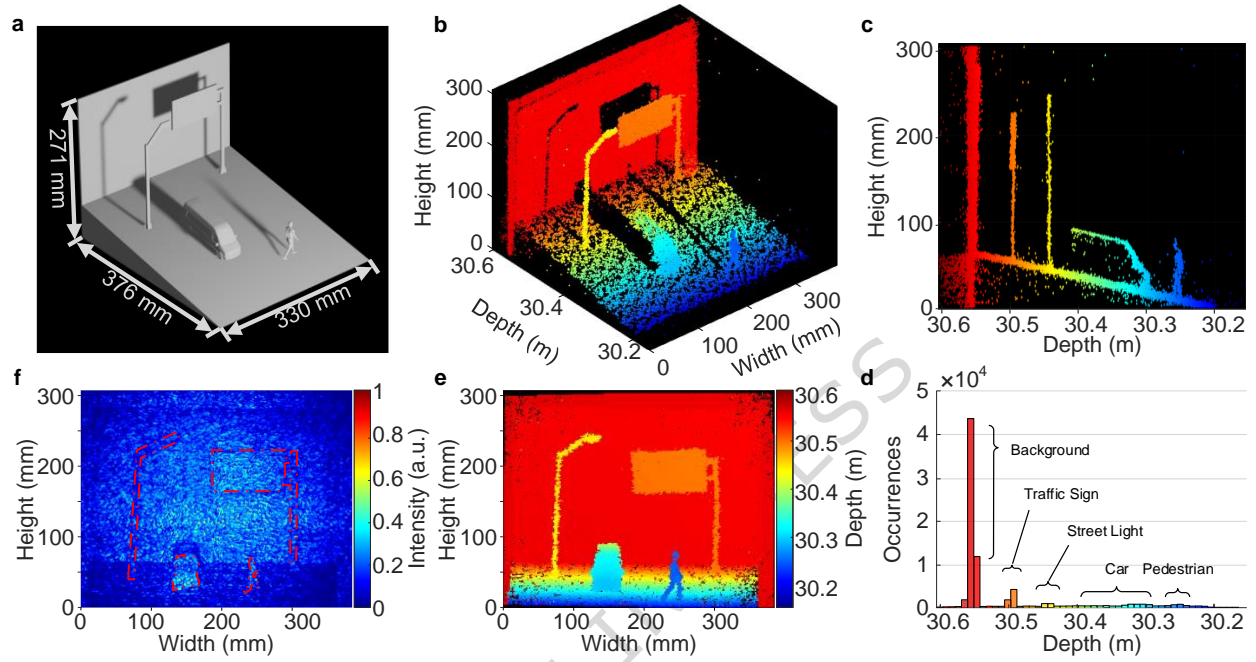 a
271 mm
376 mm
330 mm
b
Height (mm)
300
200
100
0
30.6
30.4
30.2
Depth (m)
0
100
200
300
Width (mm)
c
Height (mm)
300
200
100
0
30.6 30.5 30.4 30.3 30.2
Depth (m)
f
Height (mm)
300
200
100
0
0 100 200 300
Width (mm)
1
0.8
0.6
0.4
0.2
0
Intensity (a.u.)
e
Height (mm)
300
200
100
0
0 100 200 300
Width (mm)
30.6
30.5
30.4
30.3
30.2
Depth (m)
d
×10⁴
Occurrences
5
4
3
2
1
0
Background
Traffic Sign
Street Light
Car Pedestrian
30.6 30.5 30.4 30.3 30.2
Depth (m)